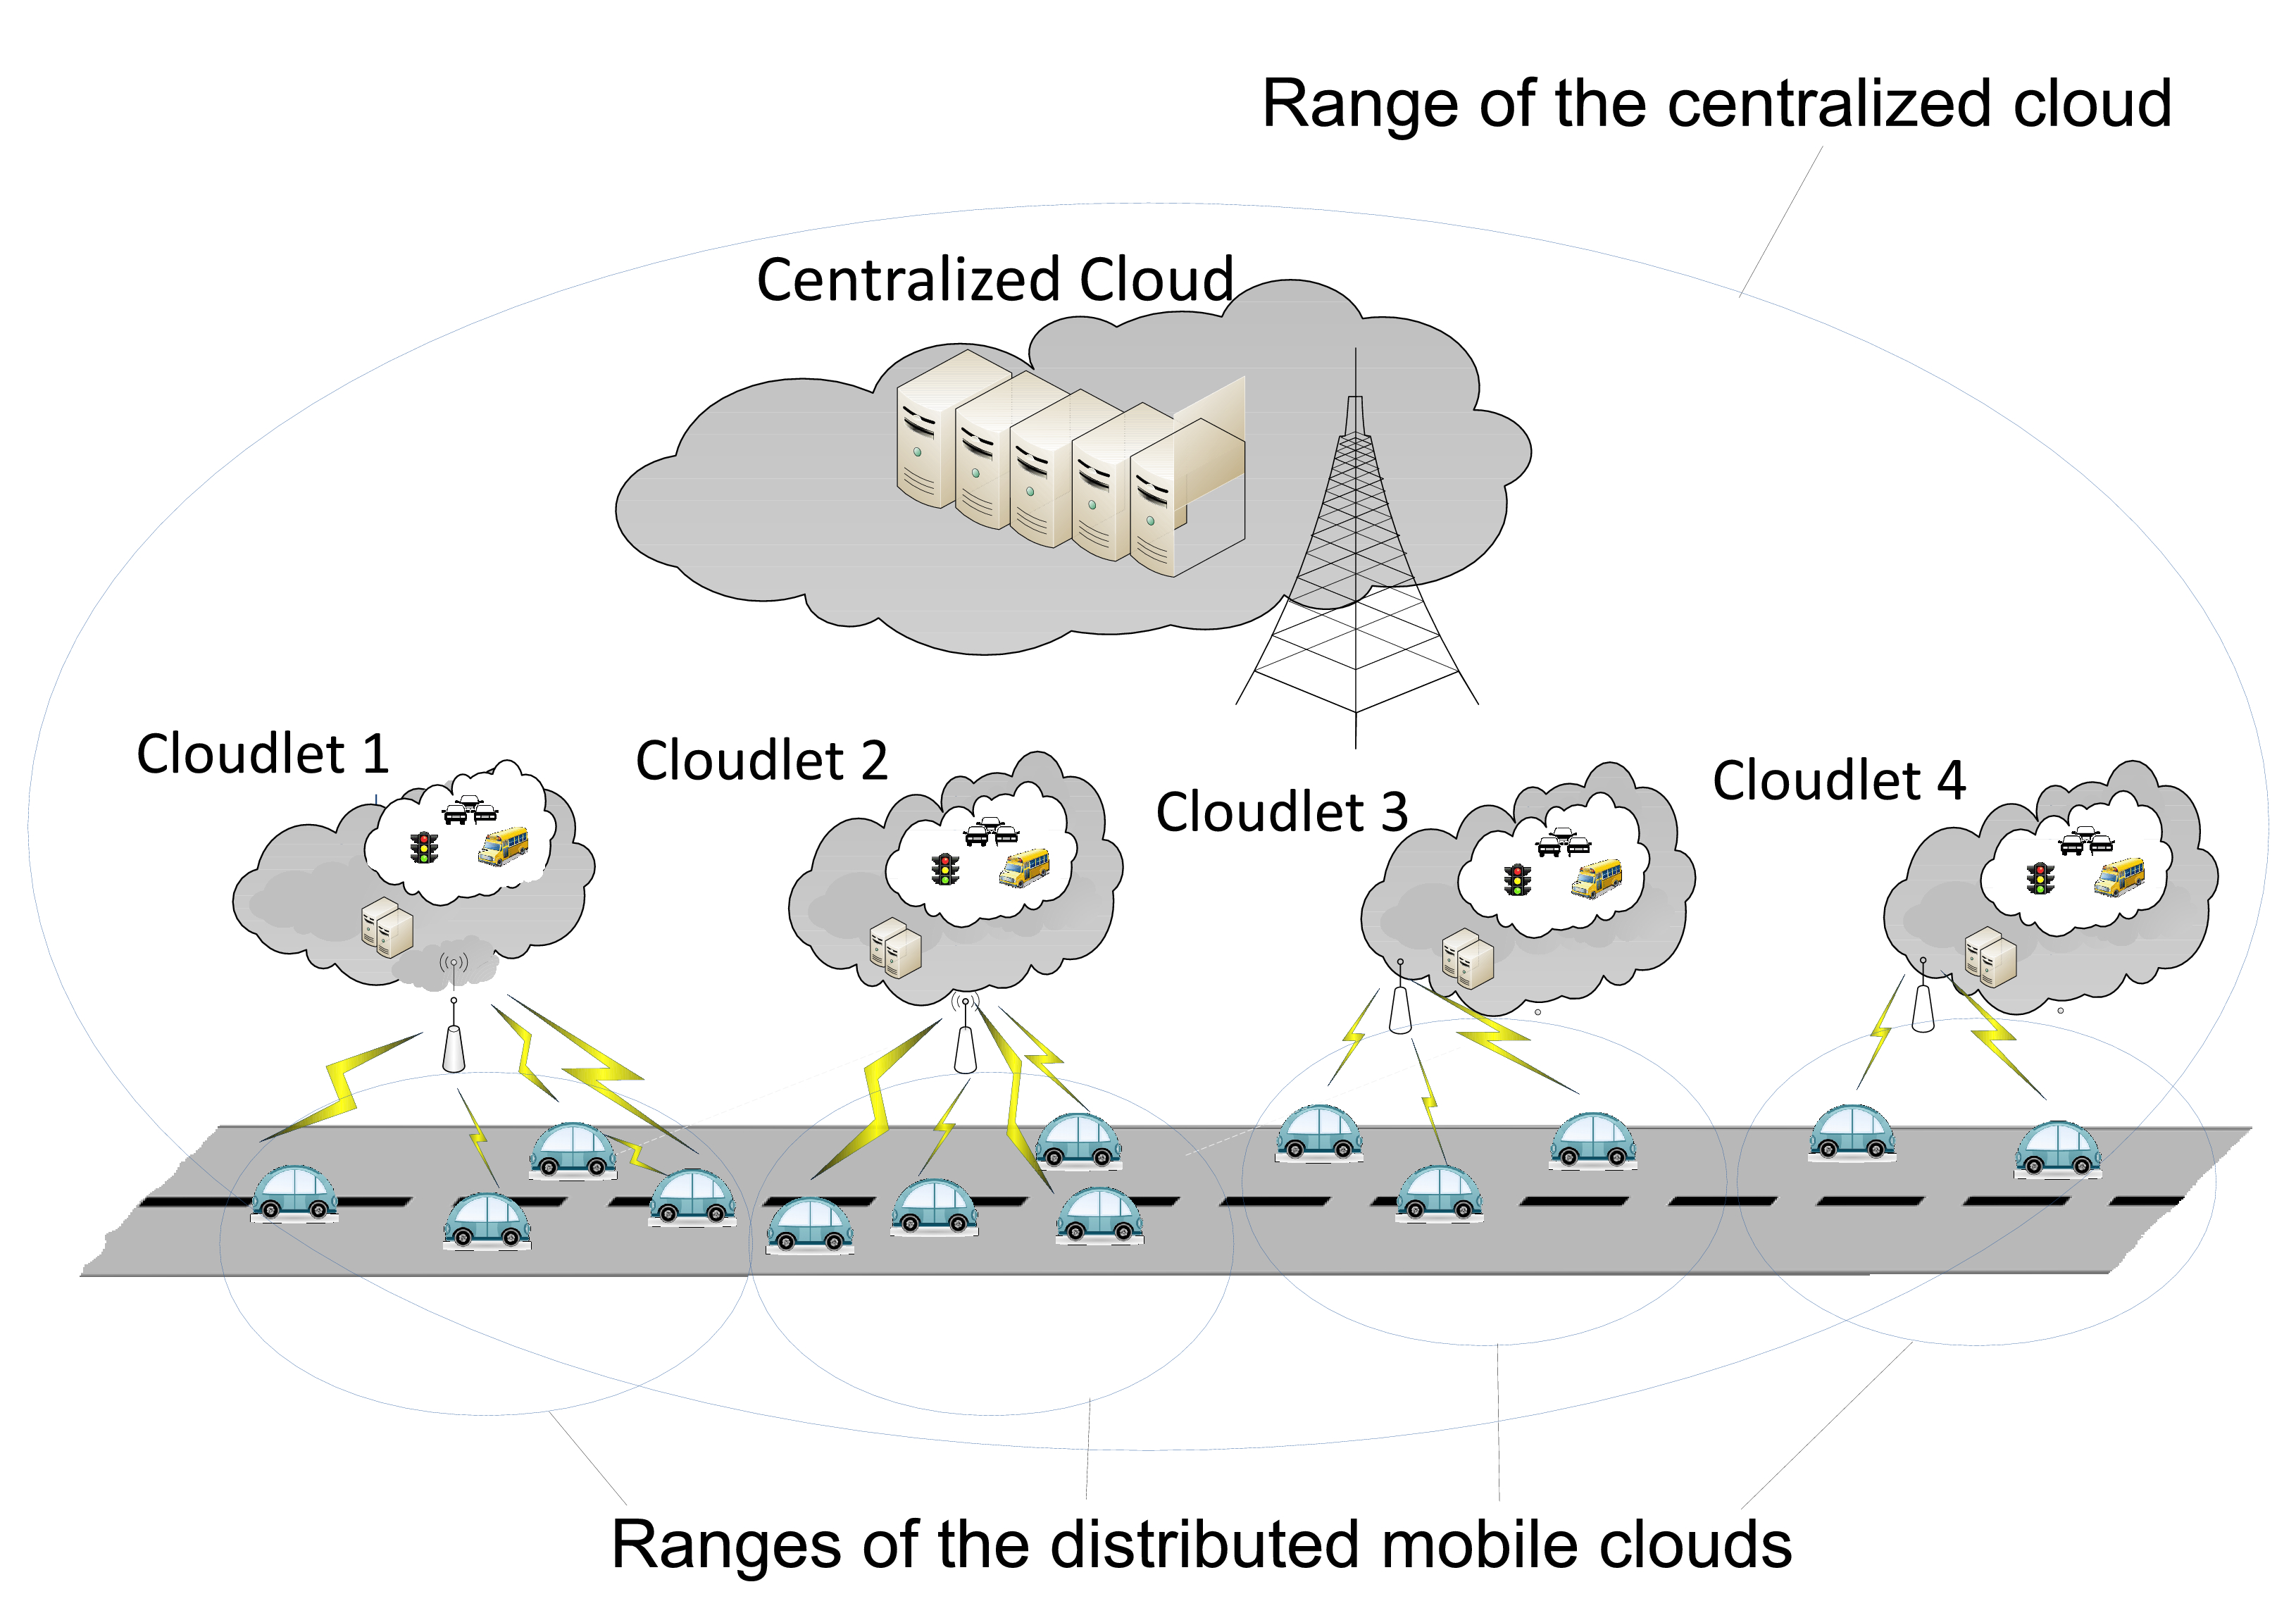 Range of the centralized cloud
Centralized Cloud
Cloudlet 1
Cloudlet 2
Cloudlet 3
Cloudlet 4
Ranges of the distributed mobile clouds